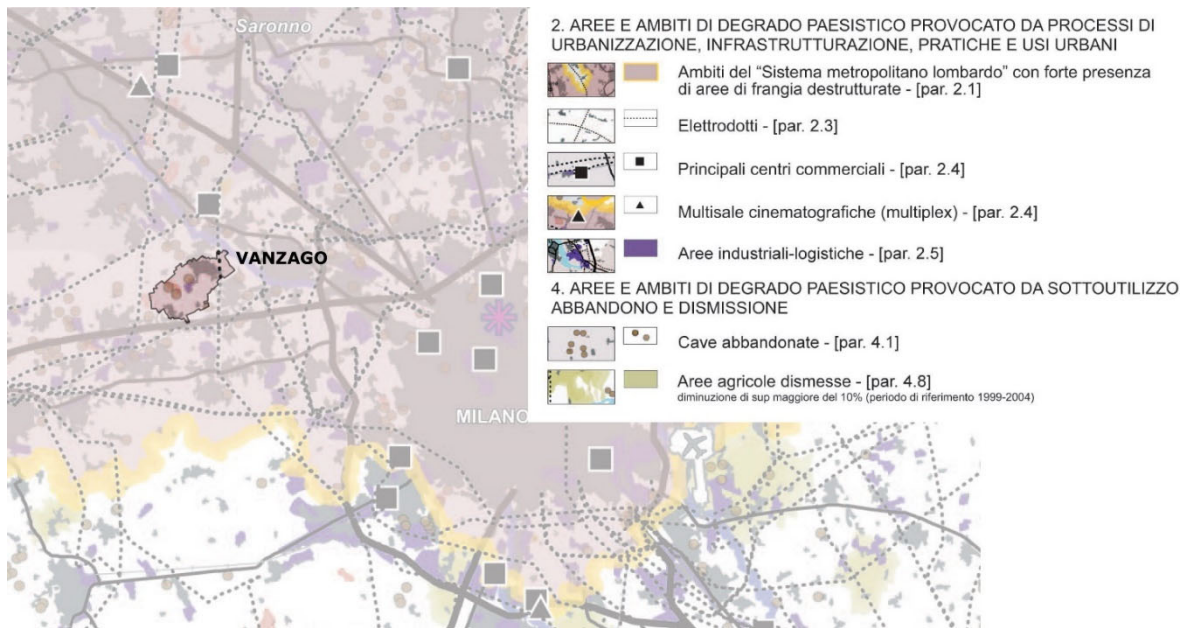 Saronno
VANZAGO
MILANO
2. AREE E AMBITI DI DEGRADO PAESISTICO PROVOCATO DA PROCESSI DI
URBANIZZAZIONE, INFRASTRUTTURAZIONE, PRATICHE E USI URBANI
Ambiti del “Sistema metropolitano lombardo” con forte presenza
di aree di frangia destrutturate - [par. 2.1]
Elettrodotti - [par. 2.3]
Principali centri commerciali - [par. 2.4]
Multisale cinematografiche (multiplex) - [par. 2.4]
Aree industriali-logistiche - [par. 2.5]
4. AREE E AMBITI DI DEGRADO PAESISTICO PROVOCATO DA SOTTOUTILIZZO
ABBANDONO E DISMISSIONE
Cave abbandonate - [par. 4.1]
Aree agricole dismesse - [par. 4.8]
diminuzione di sup maggiore del 10% (periodo di riferimento 1999-2004)